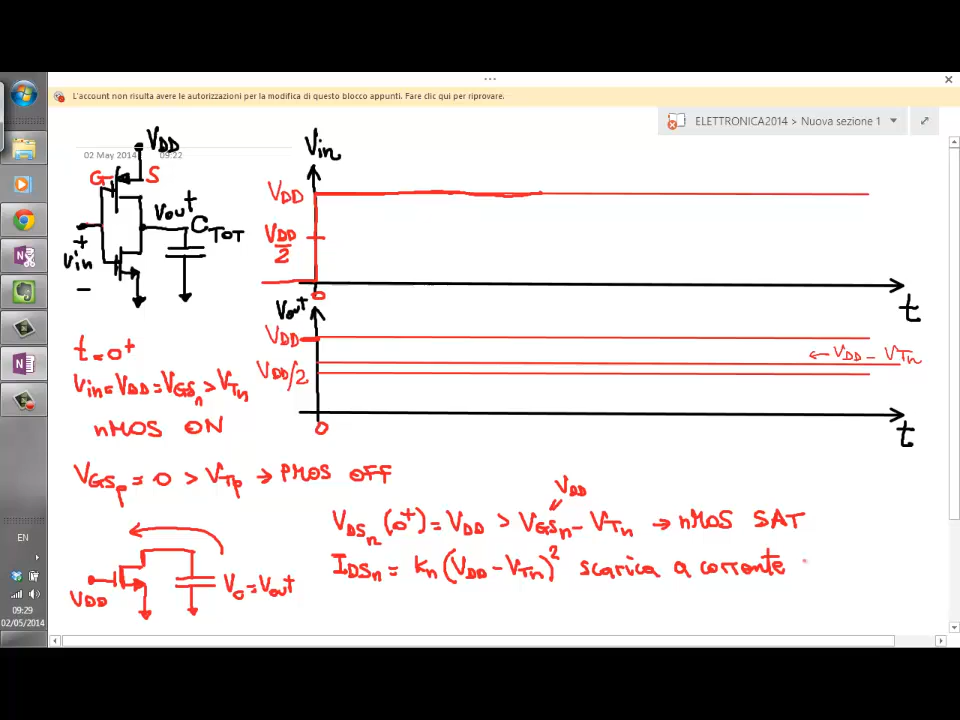 L'account non risulta avere le autorizzazioni per la modifica di questo blocco appunti. Fare clic qui per riprovare.
ELETTRONICA2014 > Nuova sezione 1
02 May 2014 09:22
VDD
G S
Vout
CTOT
+
Vin
−
Vin
VDD
VDD/2
0
t
Vout
VDD
VDD/2
← VDD − VTn
0
t
t=0+
Vin=VDD=VGSn>VTn
nMOS ON
VGSp=0>VTp → PMOS OFF
VDD
VDSn(0+)=VDD>VGSn−VTn → nMOS SAT
IDSn=Kn(VDD−VTn)² scarica a corrente
VDD
V0=Vout
EN
09:29
02/05/2014